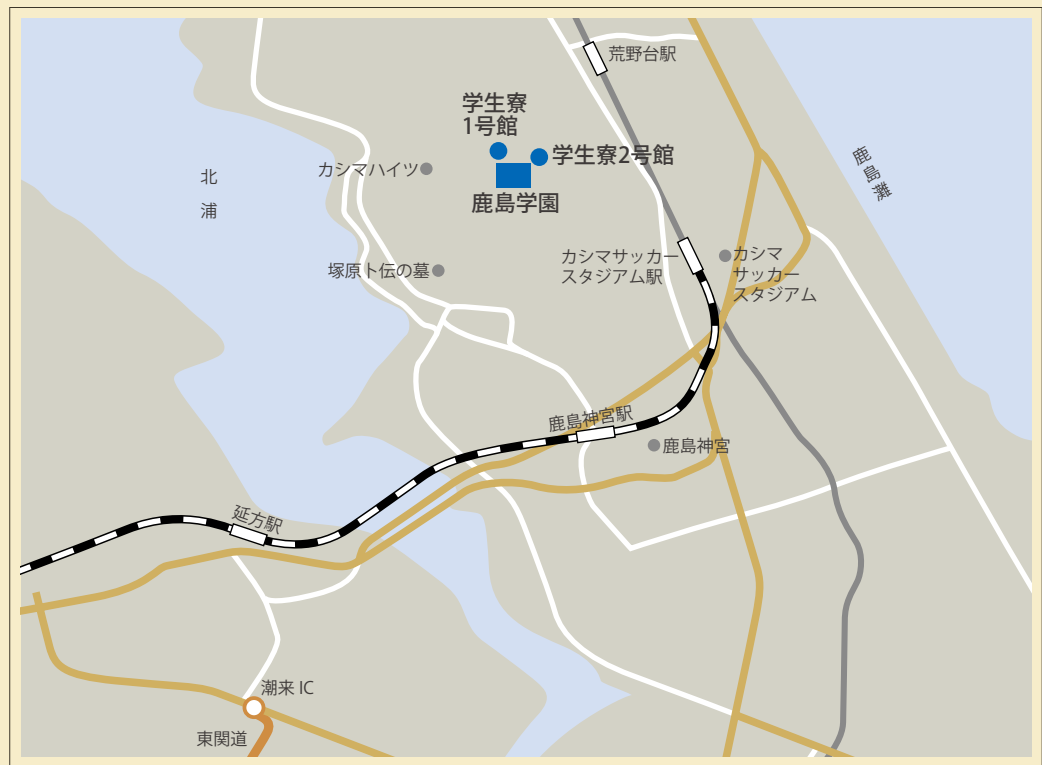 荒野台駅
学生寮
1号館
学生寮2号館
カシマハイツ
鹿島学園
北浦
鹿島灘
塚原卜伝の墓
カシマサッカー
スタジアム駅
カシマ
サッカー
スタジアム
鹿島神宮駅
鹿島神宮
延方駅
潮来 IC
東関道